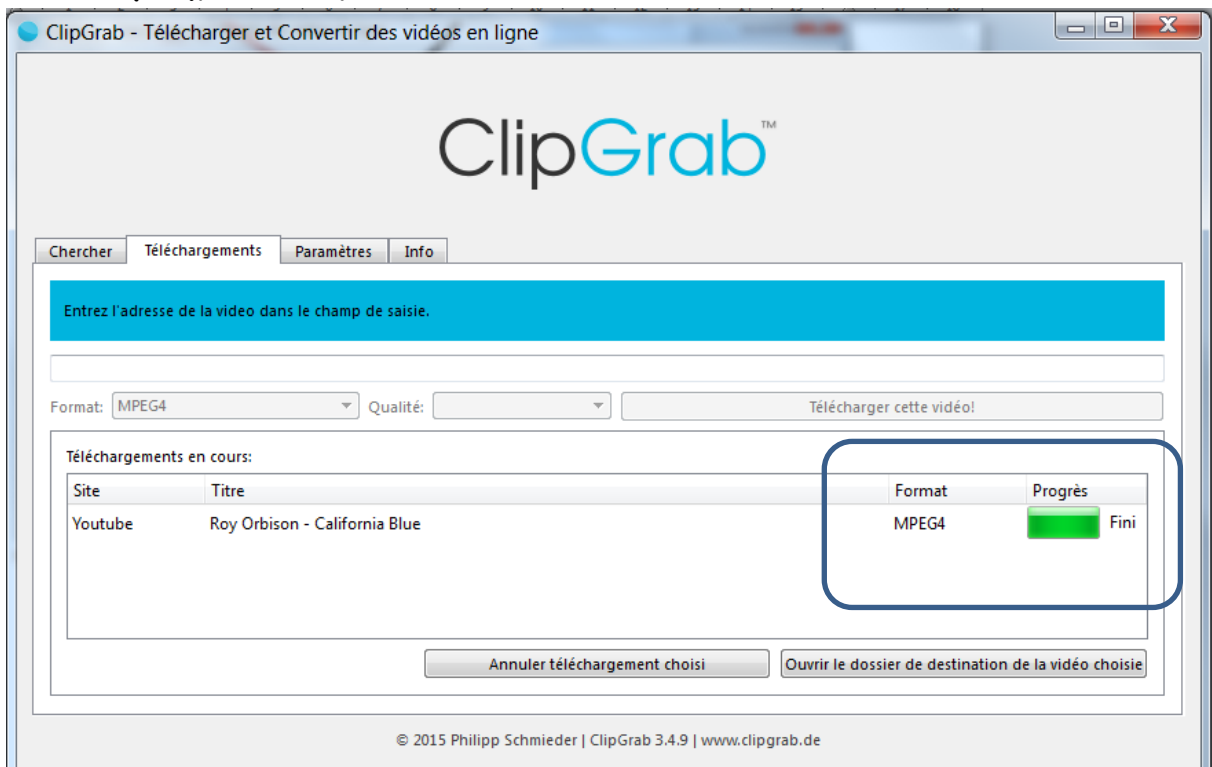 ClipGrab - Télécharger et Convertir des vidéos en ligne
ClipGrab™
Chercher Téléchargements Paramètres Info
Entrez l'adresse de la video dans le champ de saisie.
Format: MPEG4 Qualité: Télécharger cette vidéo!
Téléchargements en cours:
Site Titre Format Progrès
Youtube Roy Orbison - California Blue MPEG4 Fini
Annuler téléchargement choisi Ouvrir le dossier de destination de la vidéo choisie
© 2015 Philipp Schmieder | ClipGrab 3.4.9 | www.clipgrab.de